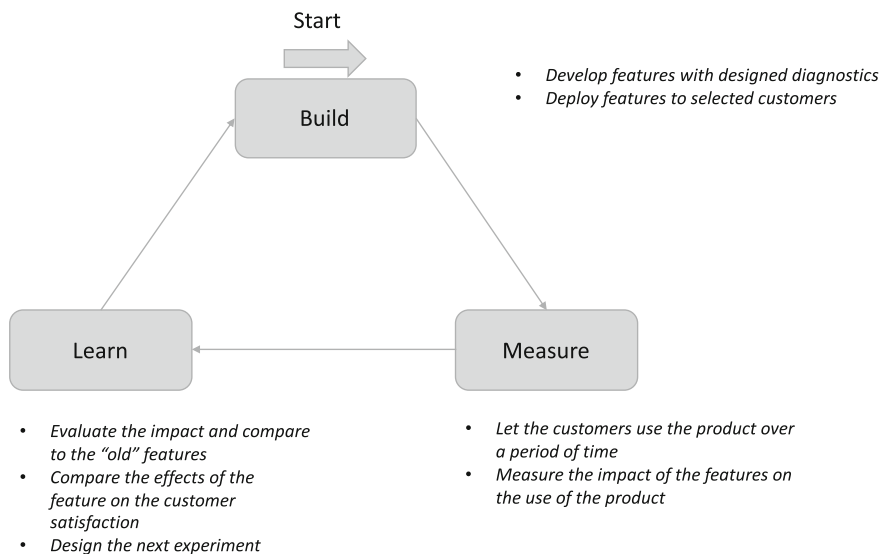 Start
Build
• Develop features with designed diagnostics
• Deploy features to selected customers
Learn
Measure
• Evaluate the impact and compare
to the “old” features
• Compare the effects of the
feature on the customer
satisfaction
• Design the next experiment
• Let the customers use the product over
a period of time
• Measure the impact of the features on
the use of the product